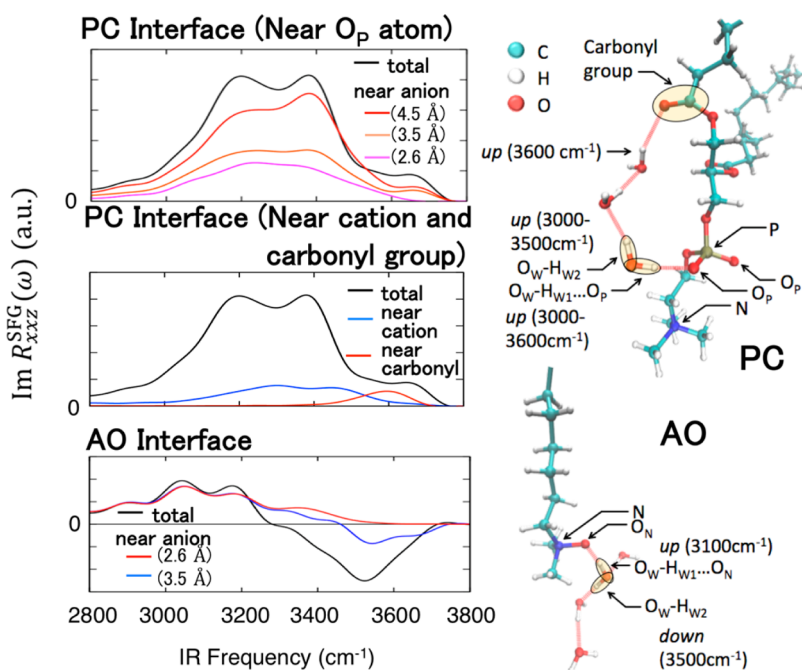 PC Interface (Near O_P atom)
total
near anion
(4.5 Å)
(3.5 Å)
(2.6 Å)
0
PC Interface (Near cation and
carbonyl group)
total
near
cation
near
carbonyl
0
Im R_xxz^SFG(ω) (a.u.)
AO Interface
0
total
near anion
(2.6 Å)
(3.5 Å)
2800 3000 3200 3400 3600 3800
IR Frequency (cm⁻¹)
Carbonyl
group
C
H
O
up (3600 cm⁻¹)
up (3000-
3500cm⁻¹)
O_W-H_W2
O_W-H_W1...O_P
up (3000-
3600cm⁻¹)
P
O_P
O_P
N
PC
AO
N
O_N
up (3100cm⁻¹)
O_W-H_W1...O_N
O_W-H_W2
down
(3500cm⁻¹)